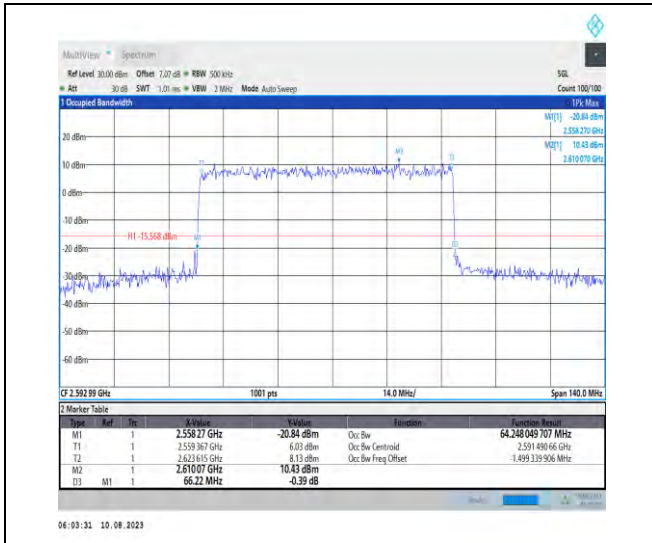 MultiView Spectrum
Ref Level 30.00 dBm Offset 7.07 dB RBW 500 kHz SGL
Att 30 dB SWT 1.01 ms VBW 2 MHz Mode Auto Sweep Count 100/100
1 Occupied Bandwidth 1Pk Max
M1[1] -20.84 dBm
2.558 270 GHz
M2[1] 10.43 dBm
2.610 070 GHz
20 dBm
10 dBm
0 dBm
-10 dBm
H1 -15.568 dBm
-20 dBm
-30 dBm
-40 dBm
-50 dBm
-60 dBm
T1
M2
T2
M1
D3
CF 2.592 99 GHz 1001 pts 14.0 MHz/ Span 140.0 MHz
2 Marker Table
Type Ref Trc X-Value Y-Value Function Function Result
M1 1 2.558 27 GHz -20.84 dBm Occ Bw 64.248 049 707 MHz
T1 1 2.559 367 GHz 6.03 dBm Occ Bw Centroid 2.591 490 66 GHz
T2 1 2.623 615 GHz 8.13 dBm Occ Bw Freq Offset -1.499 339 906 MHz
M2 1 2.610 07 GHz 10.43 dBm
D3 M1 1 66.22 MHz -0.39 dB
06:03:31 10.08.2023